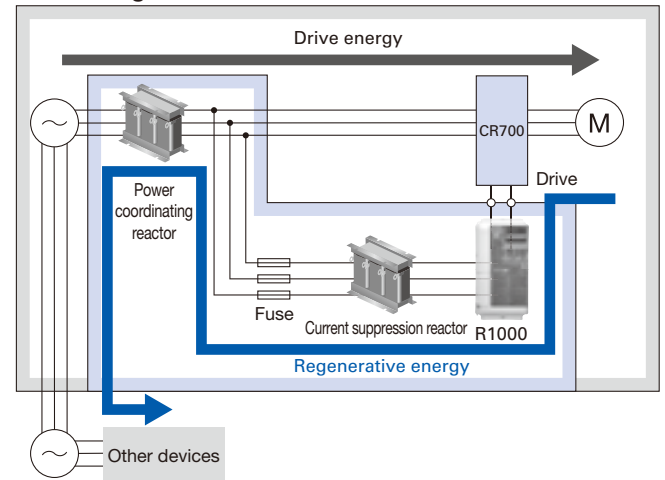 Drive energy
CR700
M
Drive
Power
coordinating
reactor
Fuse
Current suppression reactor
R1000
Regenerative energy
Other devices